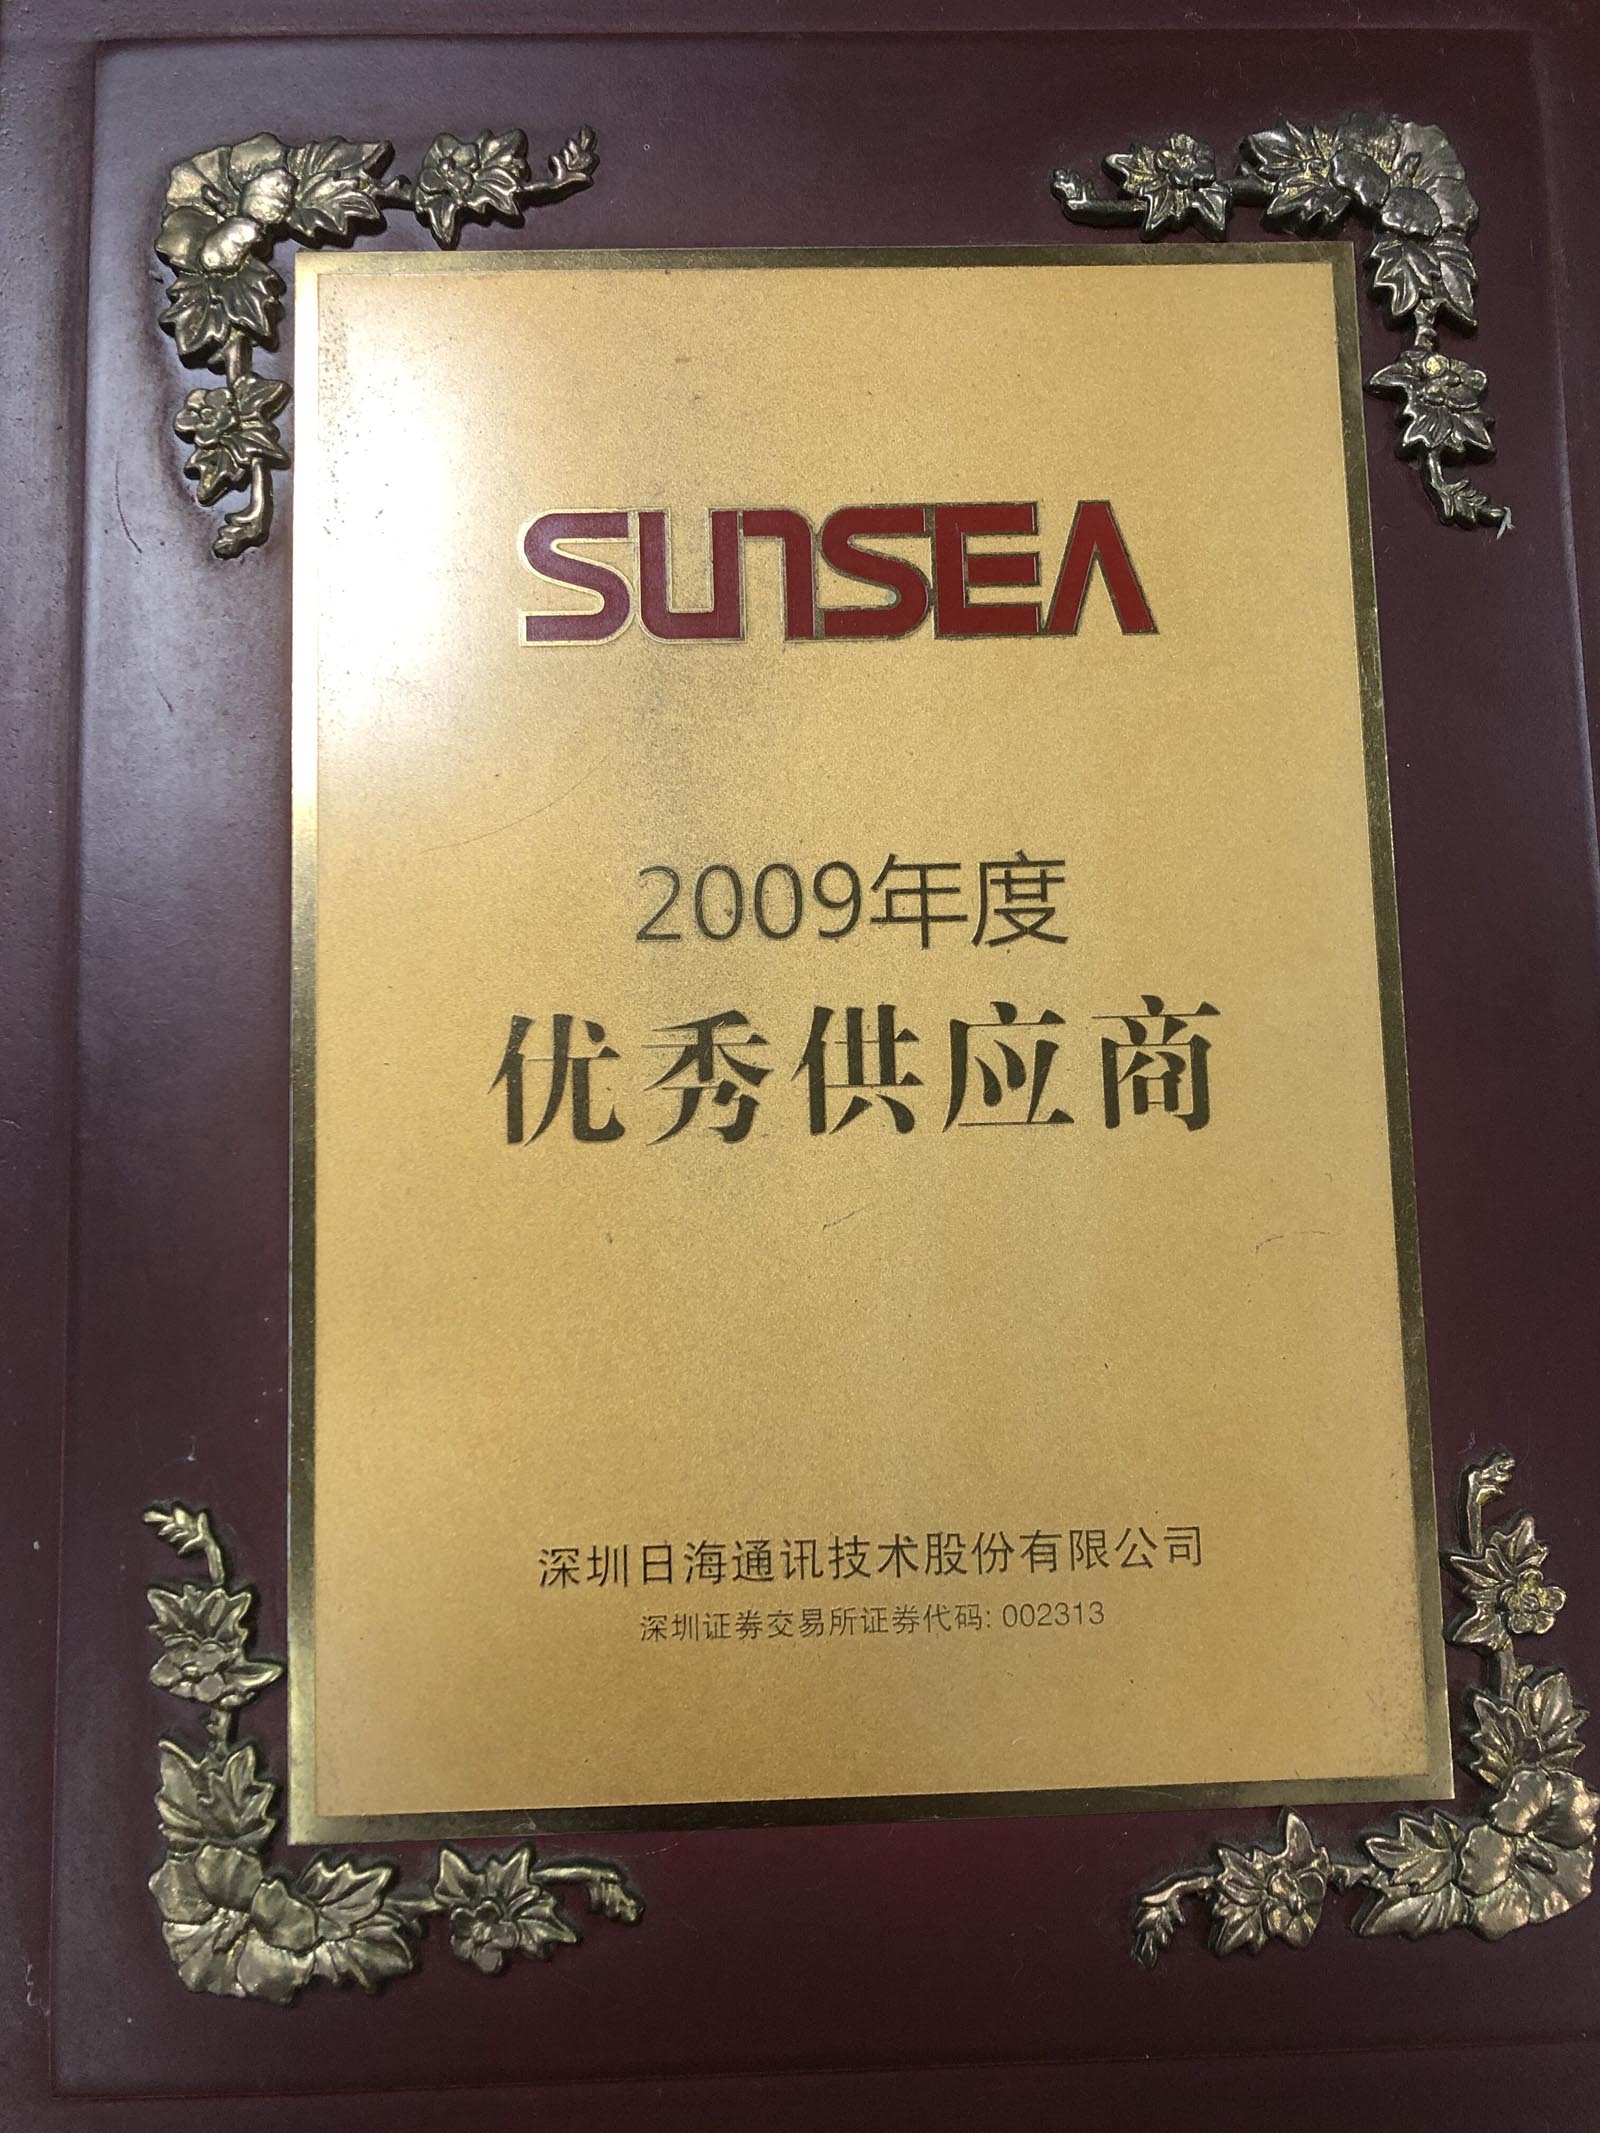 SUNSEA
2009年度
优秀供应商
深圳日海通讯技术股份有限公司
深圳证券交易所证券代码: 002313